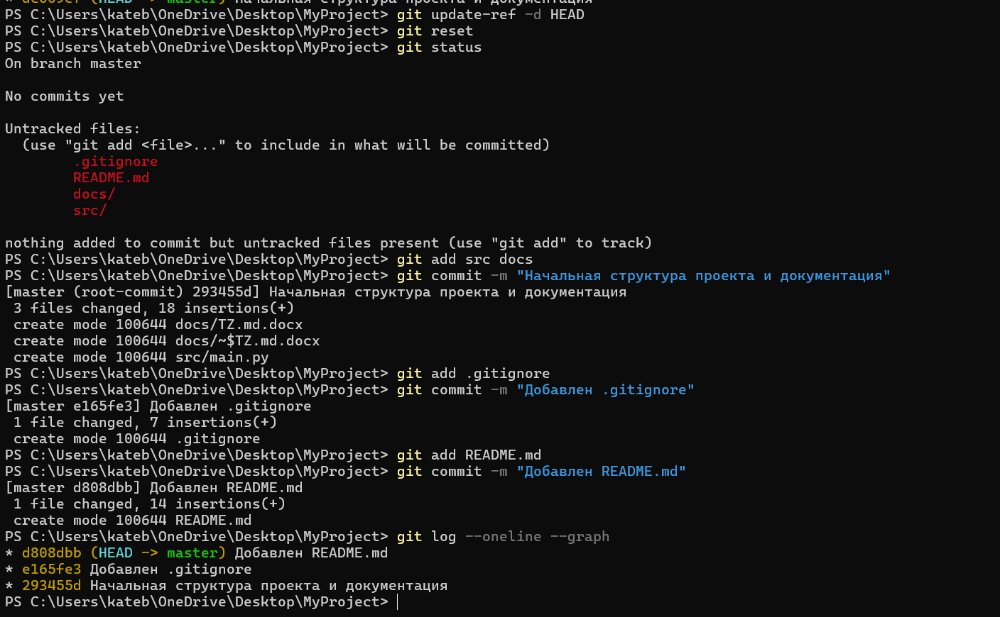 * de669ef (HEAD -> master) Начальная структура проекта и документация
PS C:\Users\kateb\OneDrive\Desktop\MyProject> git update-ref -d HEAD
PS C:\Users\kateb\OneDrive\Desktop\MyProject> git reset
PS C:\Users\kateb\OneDrive\Desktop\MyProject> git status
On branch master
No commits yet
Untracked files:
(use "git add <file>..." to include in what will be committed)
.gitignore
README.md
docs/
src/
nothing added to commit but untracked files present (use "git add" to track)
PS C:\Users\kateb\OneDrive\Desktop\MyProject> git add src docs
PS C:\Users\kateb\OneDrive\Desktop\MyProject> git commit -m "Начальная структура проекта и документация"
[master (root-commit) 293455d] Начальная структура проекта и документация
3 files changed, 18 insertions(+)
create mode 100644 docs/TZ.md.docx
create mode 100644 docs/~$TZ.md.docx
create mode 100644 src/main.py
PS C:\Users\kateb\OneDrive\Desktop\MyProject> git add .gitignore
PS C:\Users\kateb\OneDrive\Desktop\MyProject> git commit -m "Добавлен .gitignore"
[master e165fe3] Добавлен .gitignore
1 file changed, 7 insertions(+)
create mode 100644 .gitignore
PS C:\Users\kateb\OneDrive\Desktop\MyProject> git add README.md
PS C:\Users\kateb\OneDrive\Desktop\MyProject> git commit -m "Добавлен README.md"
[master d808dbb] Добавлен README.md
1 file changed, 14 insertions(+)
create mode 100644 README.md
PS C:\Users\kateb\OneDrive\Desktop\MyProject> git log --oneline --graph
* d808dbb (HEAD -> master) Добавлен README.md
* e165fe3 Добавлен .gitignore
* 293455d Начальная структура проекта и документация
PS C:\Users\kateb\OneDrive\Desktop\MyProject>